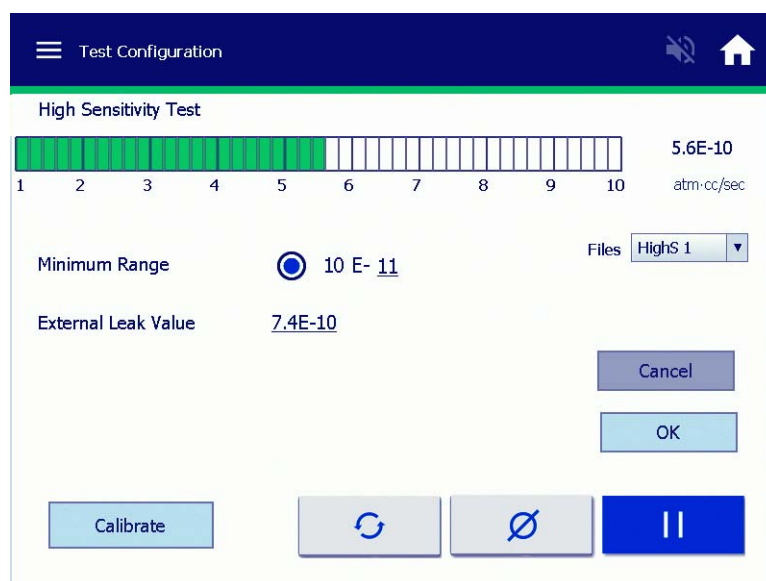 Test Configuration
High Sensitivity Test
5.6E-10
1 2 3 4 5 6 7 8 9 10 atm·cc/sec
Files HighS 1
Minimum Range 10 E- 11
External Leak Value 7.4E-10
Cancel
OK
Calibrate